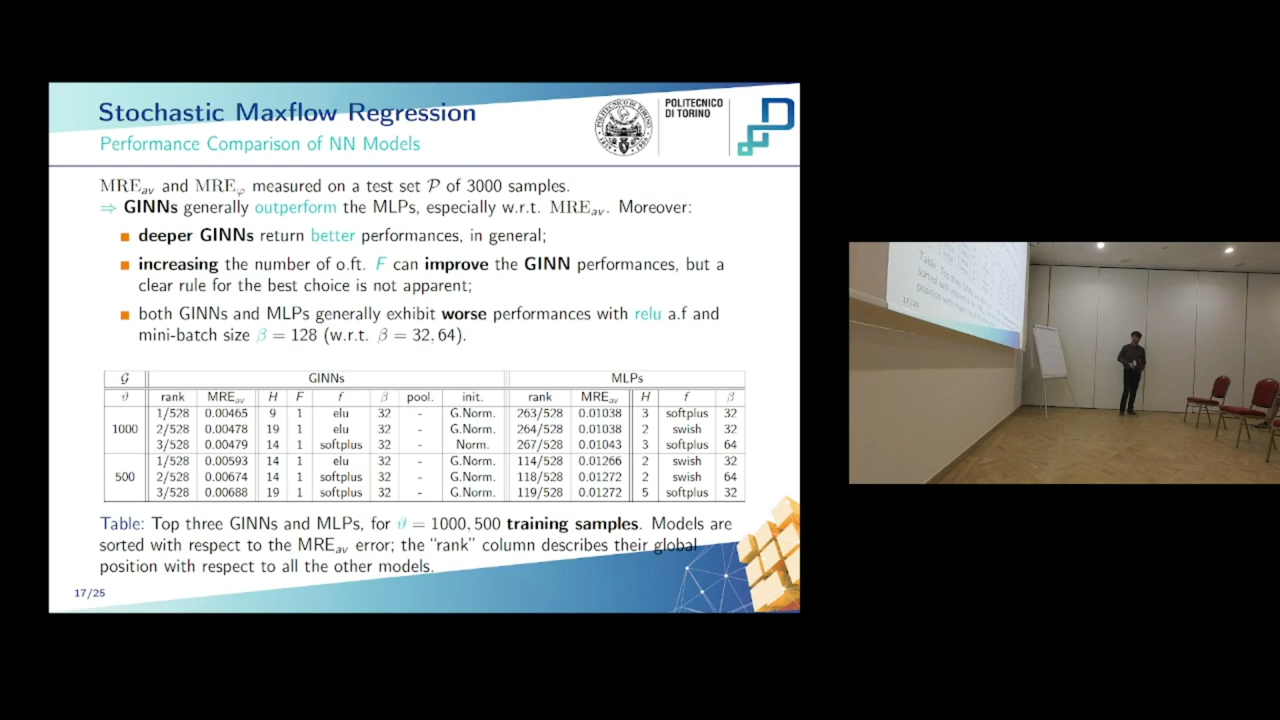 Stochastic Maxflow Regression
Performance Comparison of NN Models
POLITECNICO
DI TORINO
MRE_av and MRE_φ measured on a test set 𝒫 of 3000 samples.
⇒ GINNs generally outperform the MLPs, especially w.r.t. MRE_av. Moreover:
■ deeper GINNs return better performances, in general;
■ increasing the number of o.ft. F can improve the GINN performances, but a
clear rule for the best choice is not apparent;
■ both GINNs and MLPs generally exhibit worse performances with relu a.f and
mini-batch size β = 128 (w.r.t. β = 32, 64).
𝒢 GINNs MLPs
ϑ rank MRE_av H F f β pool. init. rank MRE_av H f β
1/528 0.00465 9 1 elu 32 - G.Norm. 263/528 0.01038 3 softplus 32
1000 2/528 0.00478 19 1 elu 32 - G.Norm. 264/528 0.01038 2 swish 32
3/528 0.00479 14 1 softplus 32 - Norm. 267/528 0.01043 3 softplus 64
1/528 0.00593 14 1 elu 32 - G.Norm. 114/528 0.01266 2 swish 32
500 2/528 0.00674 14 1 softplus 32 - G.Norm. 118/528 0.01272 2 swish 64
3/528 0.00688 19 1 softplus 32 - G.Norm. 119/528 0.01272 5 softplus 32
Table: Top three GINNs and MLPs, for ϑ = 1000, 500 training samples. Models are
sorted with respect to the MRE_av error; the “rank” column describes their global
position with respect to all the other models.
17/25
Table: Top three
sorted with respect
position with respect
17/25